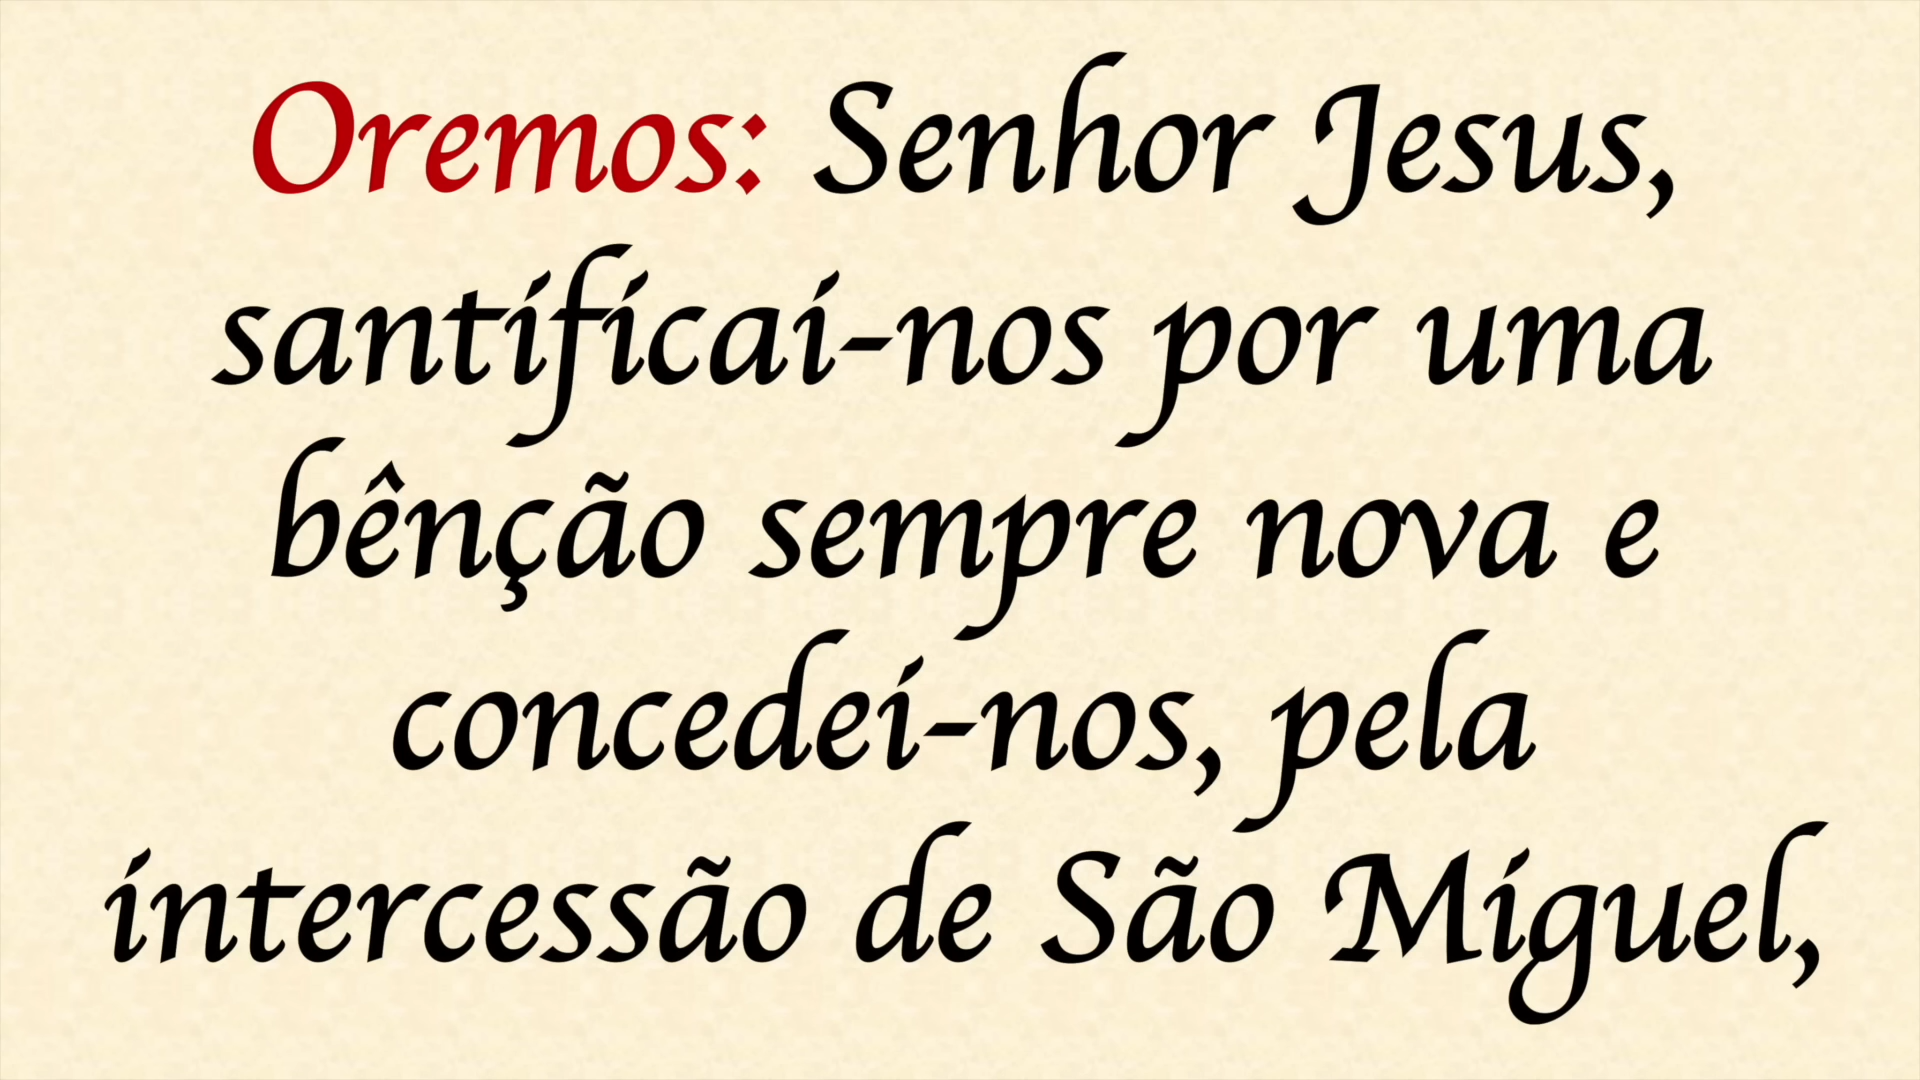 Oremos: Senhor Jesus,
santificai-nos por uma
bênção sempre nova e
concedei-nos, pela
intercessão de São Miguel,